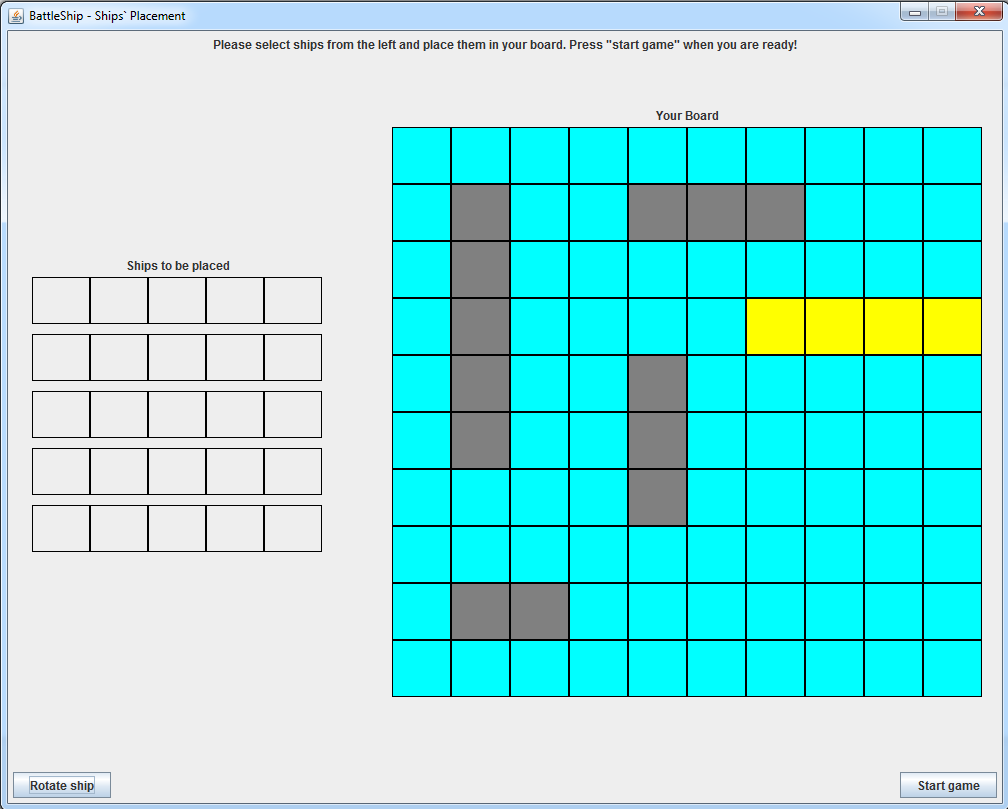 BattleShip - Ships` Placement
Please select ships from the left and place them in your board. Press "start game" when you are ready!
Your Board
Ships to be placed
Rotate ship
Start game